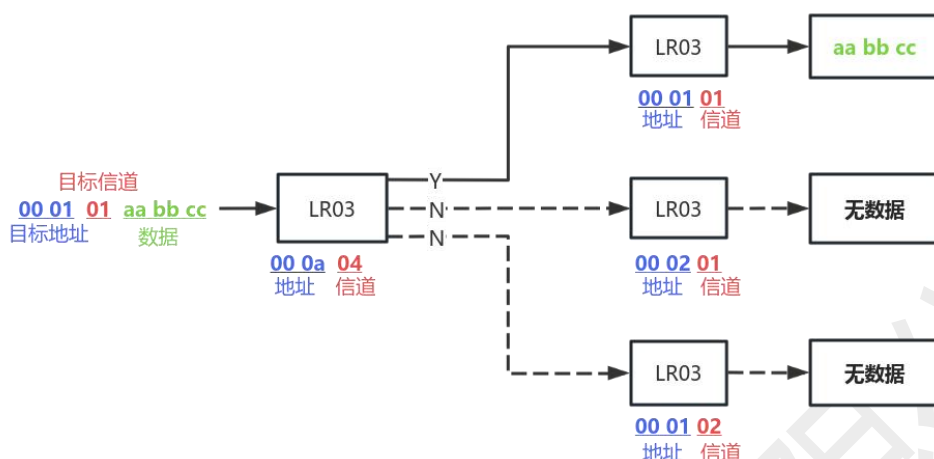 LR03
aa bb cc
00 01 01
地址 信道
目标信道
00 01 01 aa bb cc
目标地址 数据
LR03
Y
N
N
00 0a 04
地址 信道
LR03
无数据
00 02 01
地址 信道
LR03
无数据
00 01 02
地址 信道